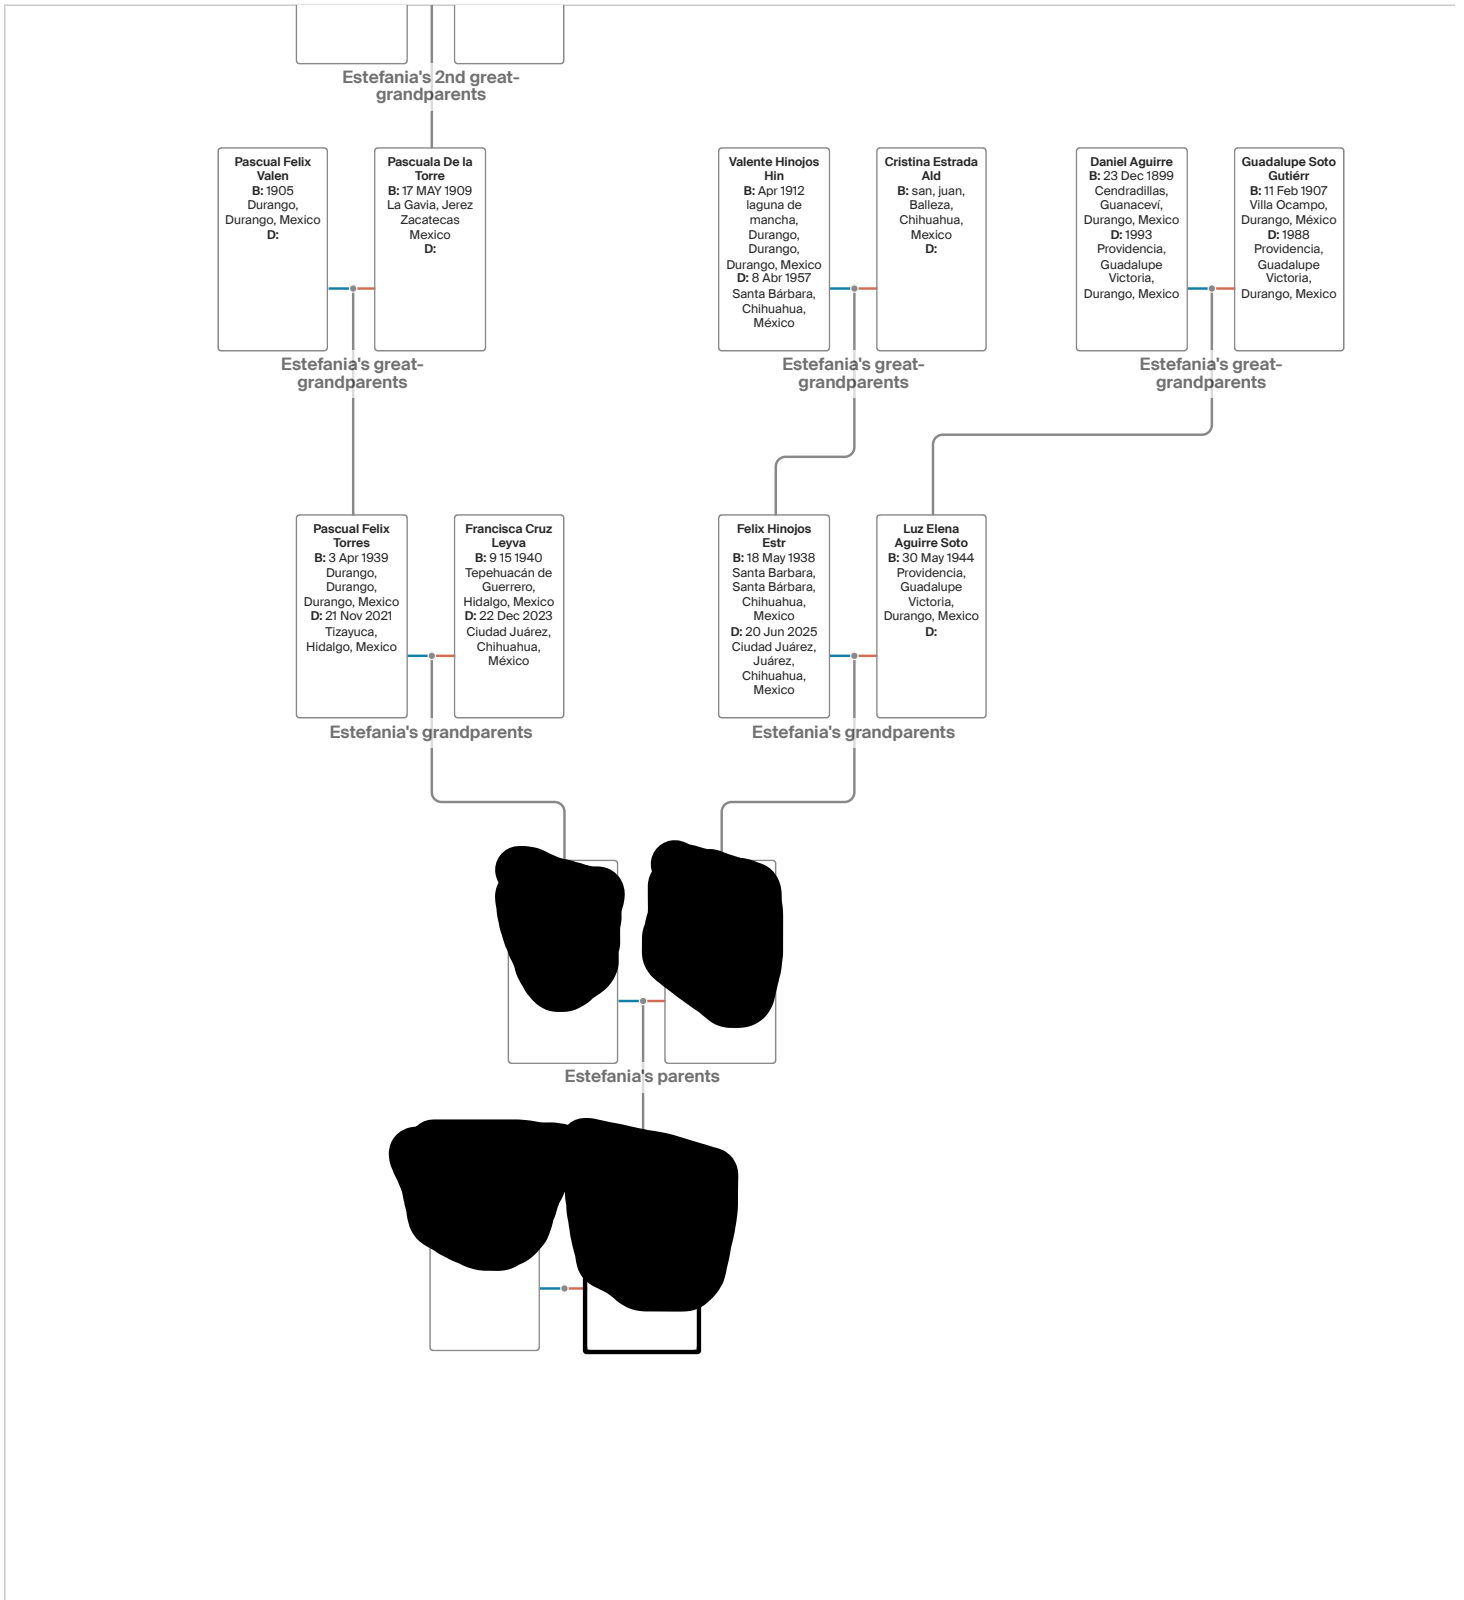 Estefania's 2nd great-
grandparents
Pascual Felix
Valen
B: 1905
Durango,
Durango, Mexico
D:
Pascuala De la
Torre
B: 17 MAY 1909
La Gavia, Jerez
Zacatecas
Mexico
D:
Estefania's great-
grandparents
Valente Hinojos
Hin
B: Apr 1912
laguna de
mancha,
Durango,
Durango,
Durango, Mexico
D: 8 Abr 1957
Santa Bárbara,
Chihuahua,
México
Cristina Estrada
Ald
B: san, juan,
Balleza,
Chihuahua,
Mexico
D:
Estefania's great-
grandparents
Daniel Aguirre
B: 23 Dec 1899
Cendradillas,
Guanaceví,
Durango, Mexico
D: 1993
Providencia,
Guadalupe
Victoria,
Durango, Mexico
Guadalupe Soto
Gutiérr
B: 11 Feb 1907
Villa Ocampo,
Durango, México
D: 1988
Providencia,
Guadalupe
Victoria,
Durango, Mexico
Estefania's great-
grandparents
Pascual Felix
Torres
B: 3 Apr 1939
Durango,
Durango,
Durango, Mexico
D: 21 Nov 2021
Tizayuca,
Hidalgo, Mexico
Francisca Cruz
Leyva
B: 9 15 1940
Tepehuacán de
Guerrero,
Hidalgo, Mexico
D: 22 Dec 2023
Ciudad Juárez,
Chihuahua,
México
Estefania's grandparents
Felix Hinojos
Estr
B: 18 May 1938
Santa Barbara,
Santa Bárbara,
Chihuahua,
Mexico
D: 20 Jun 2025
Ciudad Juárez,
Juárez,
Chihuahua,
Mexico
Luz Elena
Aguirre Soto
B: 30 May 1944
Providencia,
Guadalupe
Victoria,
Durango, Mexico
D:
Estefania's grandparents
Estefania's parents